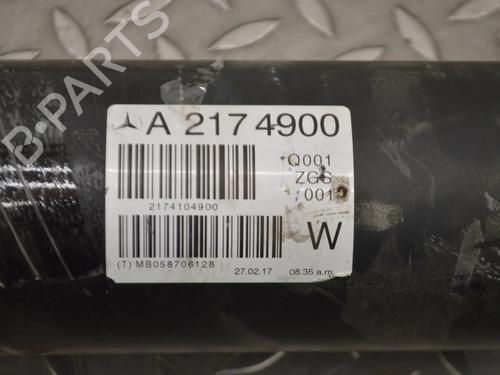 B-PARTS
A 217 4900
Q001
ZGS
001
2174104900
W
(T) MB058706128
27.02.17
08.35 a.m.